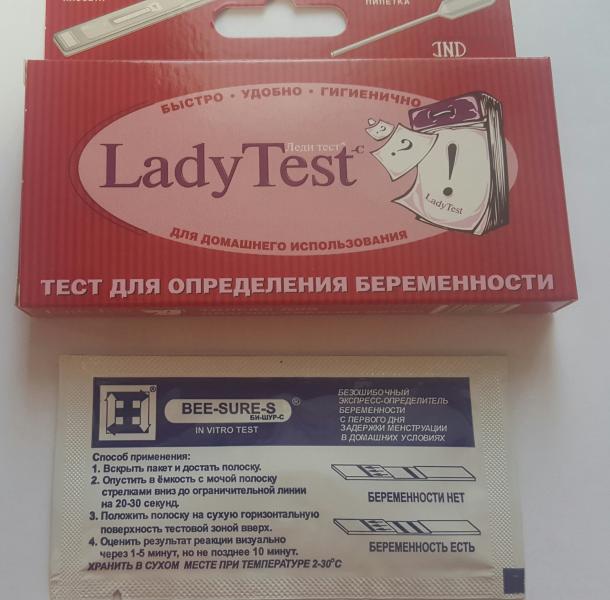 ПИПЕТКА
JND
БЫСТРО • УДОБНО • ГИГИЕНИЧНО
Леди тест
LadyTest-C
?
?
!
LadyTest
ДЛЯ ДОМАШНЕГО ИСПОЛЬЗОВАНИЯ
ТЕСТ ДЛЯ ОПРЕДЕЛЕНИЯ БЕРЕМЕННОСТИ
BEE-SURE-S ®
БИ-ШУР-С
IN VITRO TEST
БЕЗОШИБОЧНЫЙ
ЭКСПРЕСС-ОПРЕДЕЛИТЕЛЬ
БЕРЕМЕННОСТИ
С ПЕРВОГО ДНЯ
ЗАДЕРЖКИ МЕНСТРУАЦИИ
В ДОМАШНИХ УСЛОВИЯХ
Способ применения:
1. Вскрыть пакет и достать полоску.
2. Опустить в ёмкость с мочой полоску
стрелками вниз до ограничительной линии
на 20-30 секунд.
3. Положить полоску на сухую горизонтальную
поверхность тестовой зоной вверх.
4. Оценить результат реакции визуально
через 1-5 минут, но не позднее 10 минут.
ХРАНИТЬ В СУХОМ МЕСТЕ ПРИ ТЕМПЕРАТУРЕ 2-30°С
БЕРЕМЕННОСТИ НЕТ
БЕРЕМЕННОСТЬ ЕСТЬ